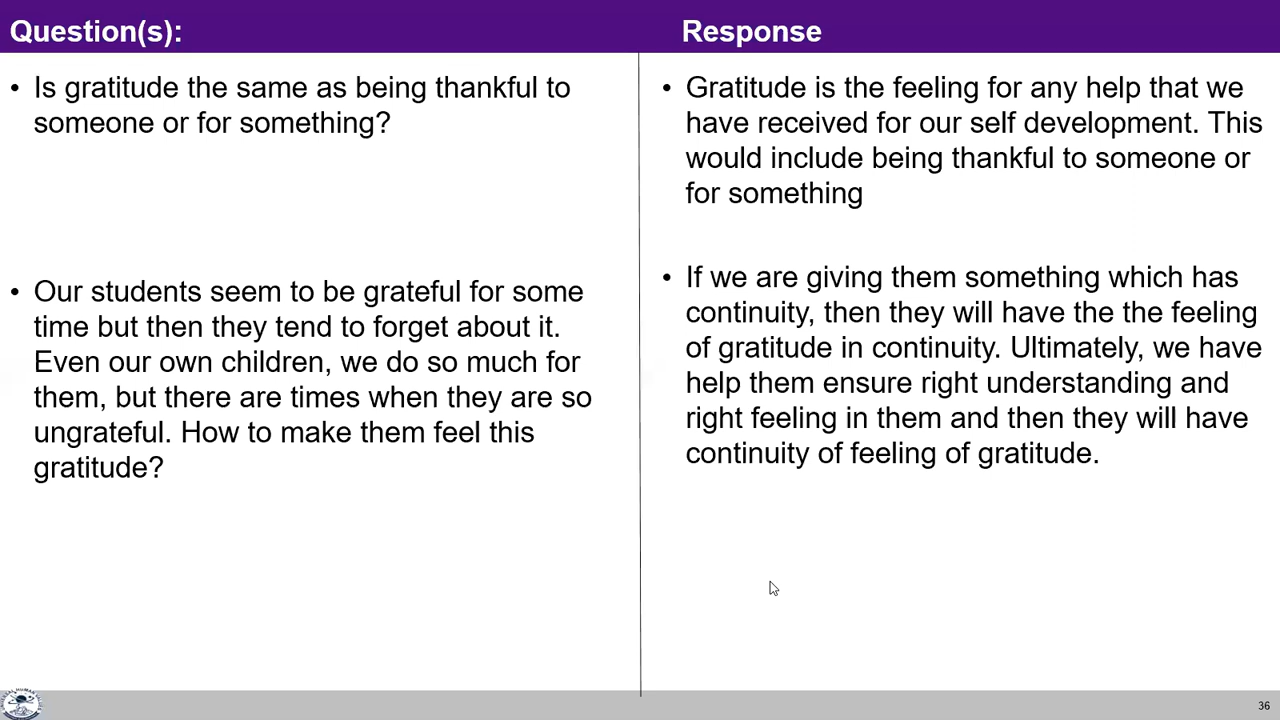 Question(s):
Response
• Is gratitude the same as being thankful to
someone or for something?
• Our students seem to be grateful for some
time but then they tend to forget about it.
Even our own children, we do so much for
them, but there are times when they are so
ungrateful. How to make them feel this
gratitude?
• Gratitude is the feeling for any help that we
have received for our self development. This
would include being thankful to someone or
for something
• If we are giving them something which has
continuity, then they will have the the feeling
of gratitude in continuity. Ultimately, we have
help them ensure right understanding and
right feeling in them and then they will have
continuity of feeling of gratitude.
36